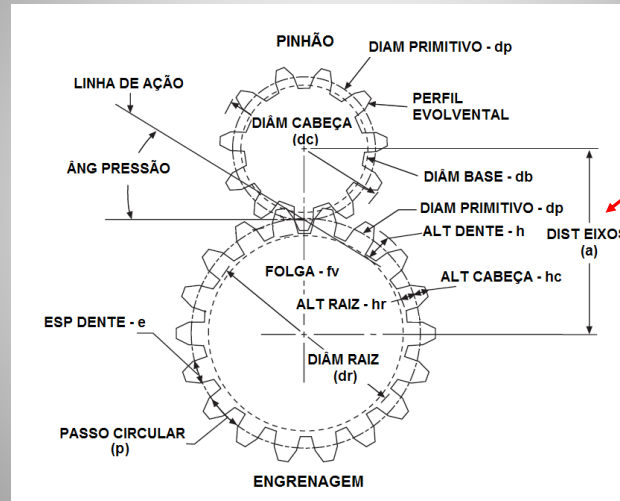 PINHÃO
DIAM PRIMITIVO - dp
LINHA DE AÇÃO
PERFIL
EVOLVENTAL
DIÂM CABEÇA
(dc)
ÂNG PRESSÃO
DIÂM BASE - db
DIAM PRIMITIVO - dp
ALT DENTE - h
DIST EIXOS
(a)
FOLGA - fv
ALT CABEÇA - hc
ALT RAIZ - hr
ESP DENTE - e
DIÂM RAIZ
(dr)
PASSO CIRCULAR
(p)
ENGRENAGEM